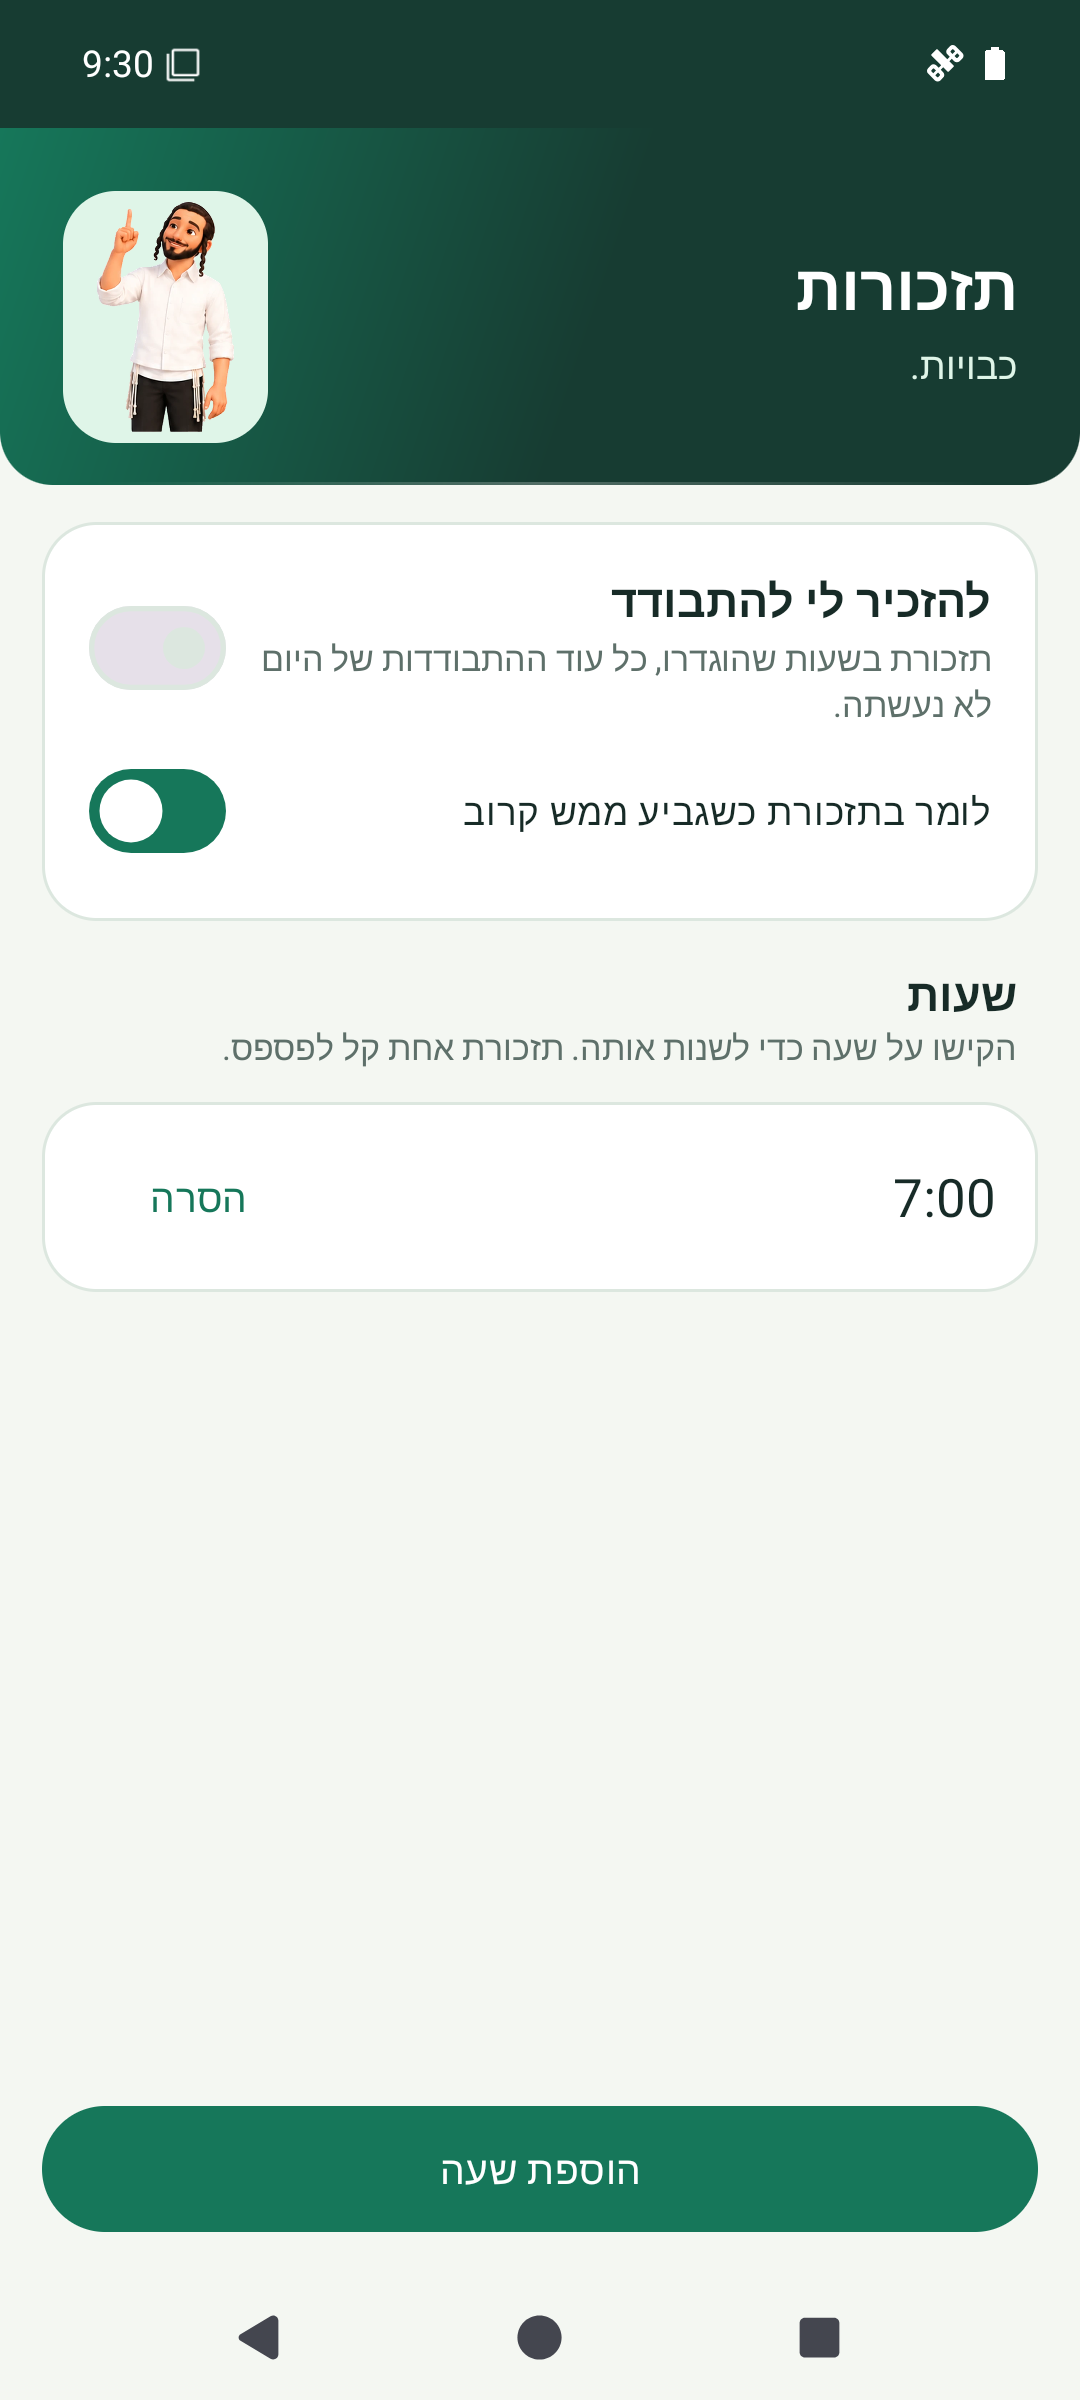 9:30
תזכורות
כבויות.
להזכיר לי להתבודד
תזכורת בשעות שהוגדרו, כל עוד ההתבודדות של היום
לא נעשתה.
לומר בתזכורת כשגביע ממש קרוב
שעות
הקישו על שעה כדי לשנות אותה. תזכורת אחת קל לפספס.
7:00
הסרה
הוספת שעה